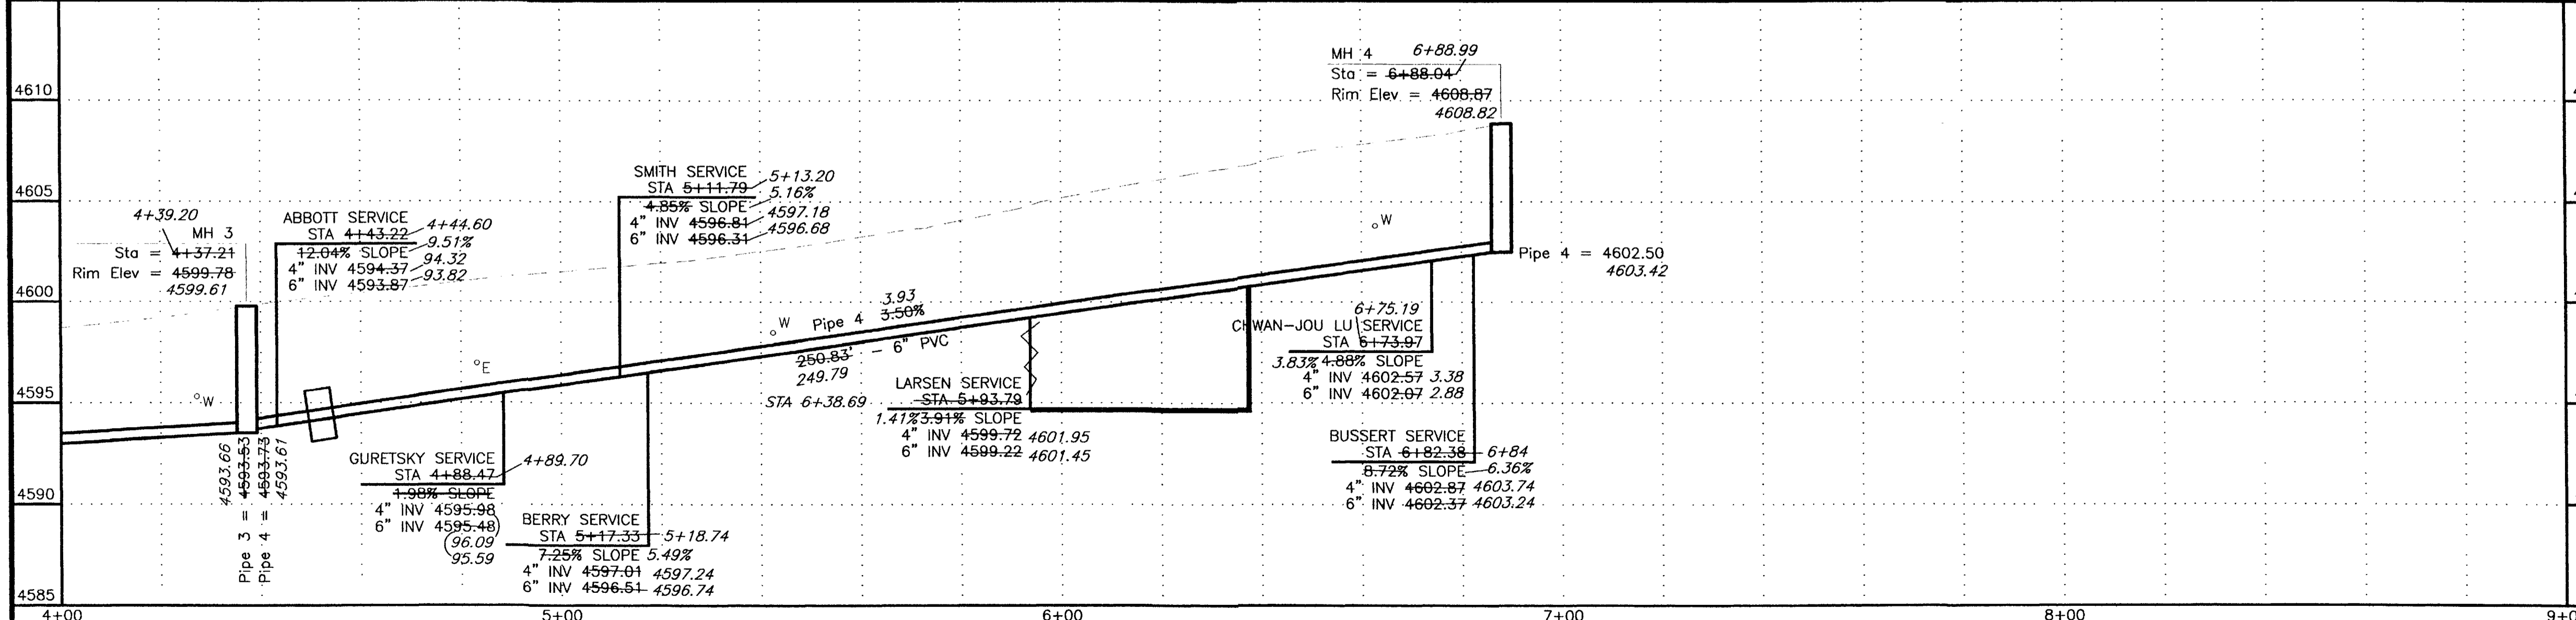 4610
4605
4600
4595
4590
4585
4+00
5+00
6+00
7+00
8+00
4+39.20
MH 3
Sta = 4+37.21
Rim Elev = 4599.78
4599.61
ABBOTT SERVICE
STA 4+43.22 4+44.60
12.04% SLOPE 9.51%
4" INV 4594.37 94.32
6" INV 4593.87 93.82
SMITH SERVICE
STA 5+11.79 5+13.20
4.85% SLOPE 5.16%
4" INV 4596.81 4597.18
6" INV 4596.31 4596.68
MH 4 6+88.99
Sta = 6+88.04
Rim Elev = 4608.87
4608.82
W
Pipe 4 = 4602.50
4603.42
W
E
W
Pipe 4 3.93
3.50%
250.83' - 6" PVC
249.79
4593.66
Pipe 3 = 4593.53
Pipe 4 = 4593.73
4593.61
GURETSKY SERVICE
STA 4+88.47 4+89.70
1.98% SLOPE
4" INV 4595.98
6" INV 4595.48
96.09
95.59
BERRY SERVICE
STA 5+17.33 5+18.74
7.25% SLOPE 5.49%
4" INV 4597.01 4597.24
6" INV 4596.51 4596.74
LARSEN SERVICE
STA 6+38.69 STA 5+93.79
1.41% 3.91% SLOPE
4" INV 4599.72 4601.95
6" INV 4599.22 4601.45
6+75.19
CHWAN-JOU LU SERVICE
STA 6+73.97
3.83% 4.88% SLOPE
4" INV 4602.57 3.38
6" INV 4602.07 2.88
BUSSERT SERVICE
STA 6+82.38 6+84
8.72% SLOPE 6.36%
4" INV 4602.87 4603.74
6" INV 4602.37 4603.24